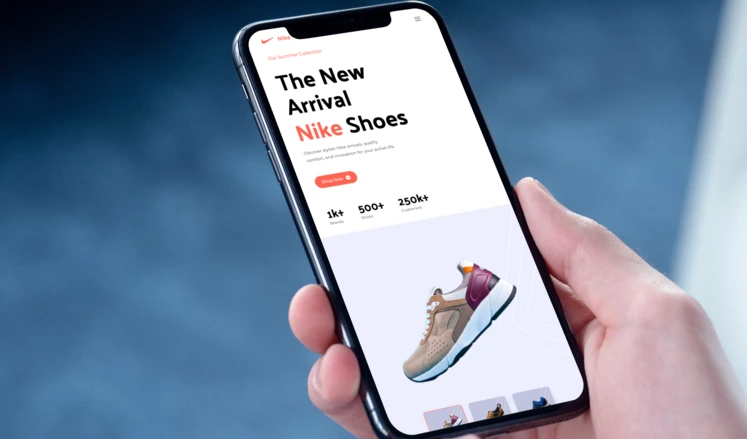 Nike
Our Summer Collection
The New
Arrival
Nike Shoes
Discover stylish Nike arrivals, quality
comfort, and innovation for your active life.
Shop Now
1k+ 500+ 250k+
Brands Shops Customers